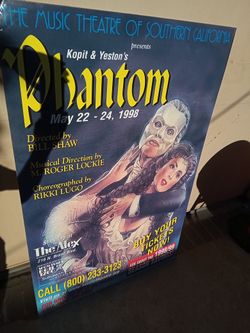 THE MUSIC THEATRE OF SOUTHERN CALIFORNIA
presents
Kopit & Yeston's
Phantom
May 22 - 24, 1998
Directed by
BILL SHAW
Musical Direction by
M. ROGER LOCKIE
Choreographed by
RIKKI LUGO
The Alex
BUY YOUR
TICKETS
NOW!
CALL (800) 233-3123